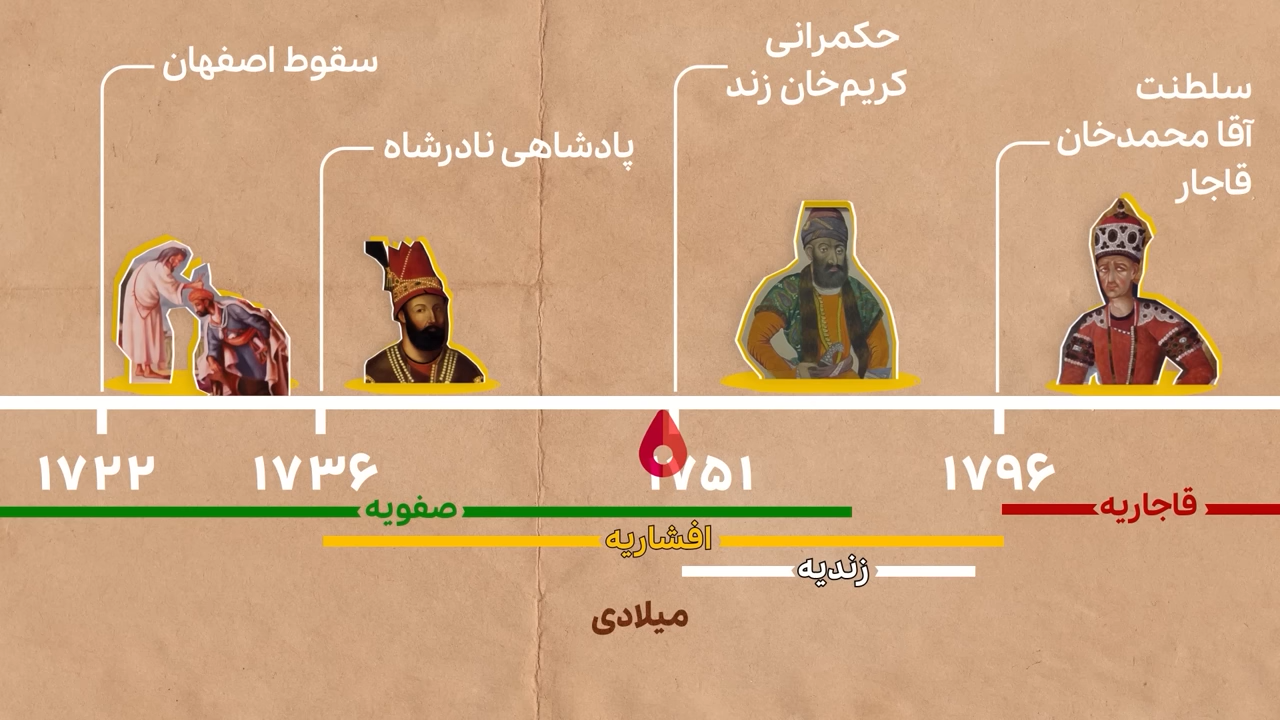 سقوط اصفهان
پادشاهی نادرشاه
حکمرانی
کریم‌خان زند
سلطنت
آقا محمدخان
قاجار
۱۷۲۲
۱۷۳۶
۱۷۵۱
۱۷۹۶
صفویه
قاجاریه
افشاریه
زندیه
میلادی